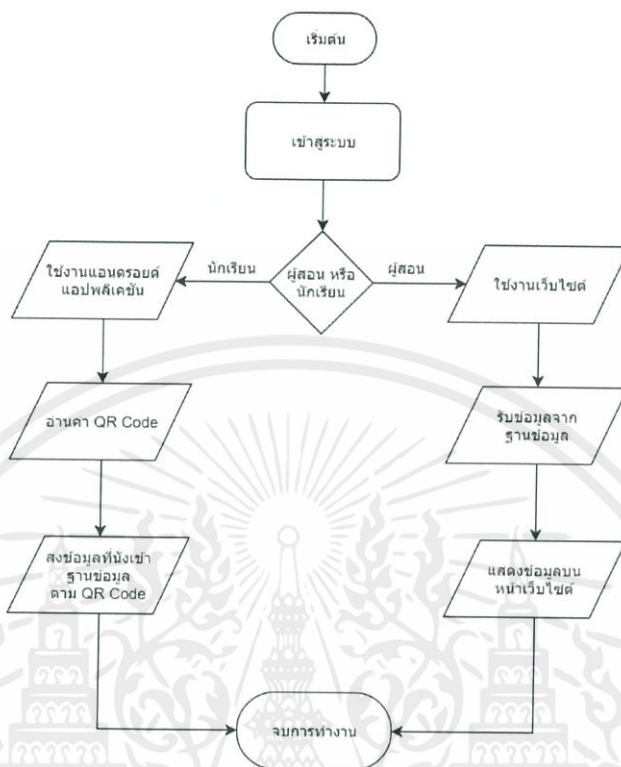 เริ่มต้น
เข้าสู่ระบบ
ผู้สอน หรือ
นักเรียน
นักเรียน
ผู้สอน
ใช้งานแอนดรอยด์
แอปพลิเคชัน
ใช้งานเว็บไซต์
อ่านค่า QR Code
รับข้อมูลจาก
ฐานข้อมูล
ส่งข้อมูลที่นั่งเข้า
ฐานข้อมูล
ตาม QR Code
แสดงข้อมูลบน
หน้าเว็บไซต์
จบการทำงาน